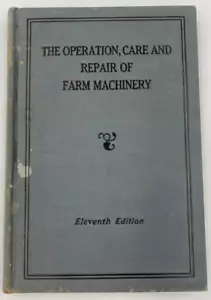 THE OPERATION, CARE AND
REPAIR OF
FARM MACHINERY
Eleventh Edition